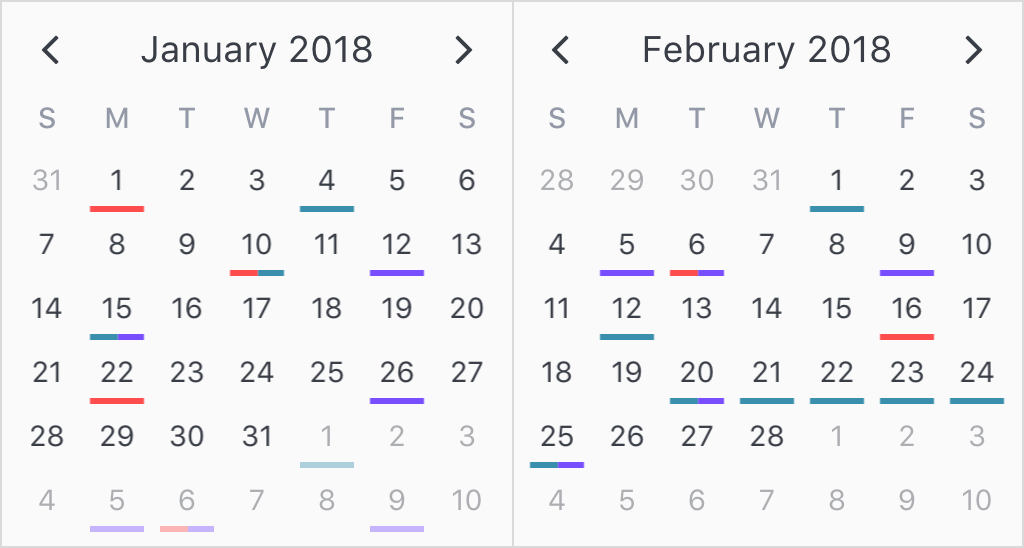 January 2018
S M T W T F S
31 1 2 3 4 5 6
7 8 9 10 11 12 13
14 15 16 17 18 19 20
21 22 23 24 25 26 27
28 29 30 31 1 2 3
4 5 6 7 8 9 10
February 2018
S M T W T F S
28 29 30 31 1 2 3
4 5 6 7 8 9 10
11 12 13 14 15 16 17
18 19 20 21 22 23 24
25 26 27 28 1 2 3
4 5 6 7 8 9 10